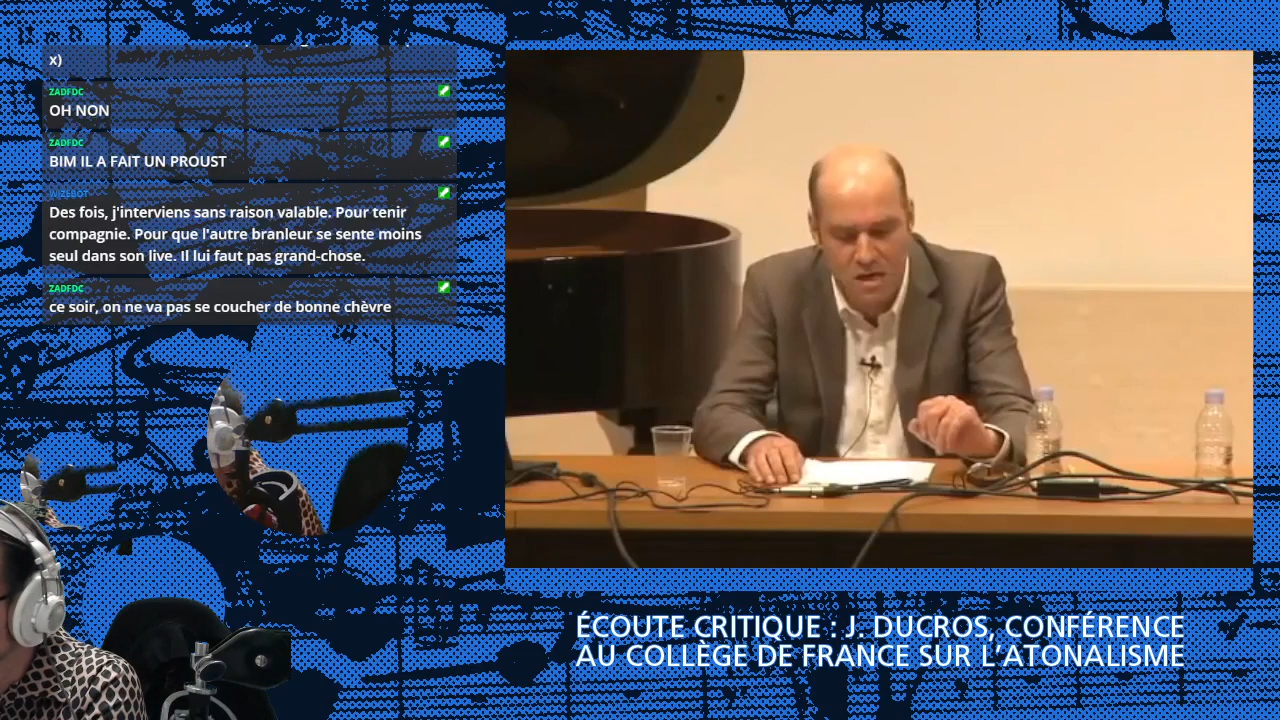 x)
ZADFDC
OH NON
ZADFDC
BIM IL A FAIT UN PROUST
WIZEBOT
Des fois, j'interviens sans raison valable. Pour tenir
compagnie. Pour que l'autre branleur se sente moins
seul dans son live. Il lui faut pas grand-chose.
ZADFDC
ce soir, on ne va pas se coucher de bonne chèvre
ÉCOUTE CRITIQUE : J. DUCROS, CONFÉRENCE
AU COLLÈGE DE FRANCE SUR L'ATONALISME